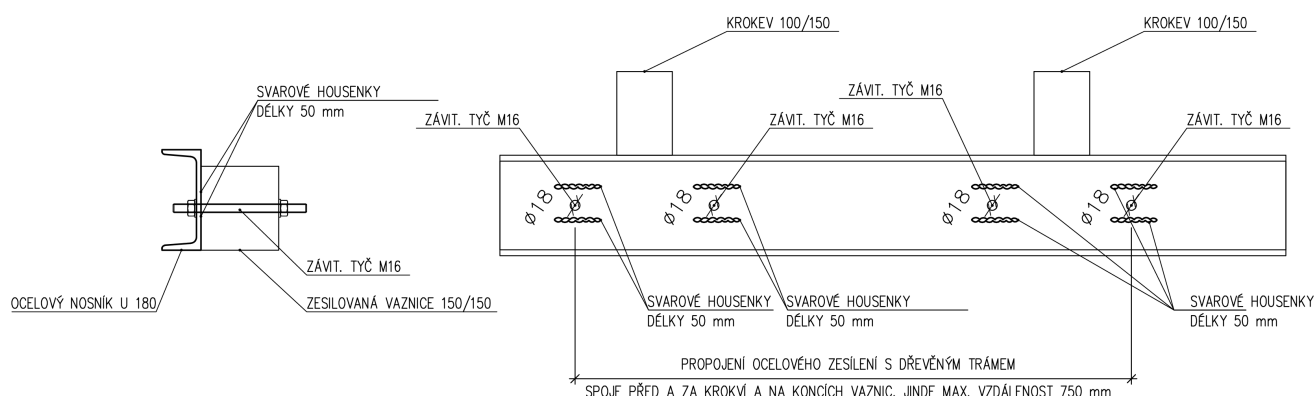 KROKEV 100/150
KROKEV 100/150
SVAROVÉ HOUSENKY
DÉLKY 50 mm
ZÁVIT. TYČ M16
ZÁVIT. TYČ M16
ZÁVIT. TYČ M16
ZÁVIT. TYČ M16
Ø18
Ø18
Ø18
Ø18
ZÁVIT. TYČ M16
OCELOVÝ NOSNÍK U 180
ZESILOVANÁ VAZNICE 150/150
SVAROVÉ HOUSENKY
DÉLKY 50 mm
SVAROVÉ HOUSENKY
DÉLKY 50 mm
SVAROVÉ HOUSENKY
DÉLKY 50 mm
PROPOJENÍ OCELOVÉHO ZESÍLENÍ S DŘEVĚNÝM TRÁMEM
SPOJE PŘED A ZA KROKVÍ A NA KONCÍCH VAZNIC, JINDE MAX. VZDÁLENOST 750 mm